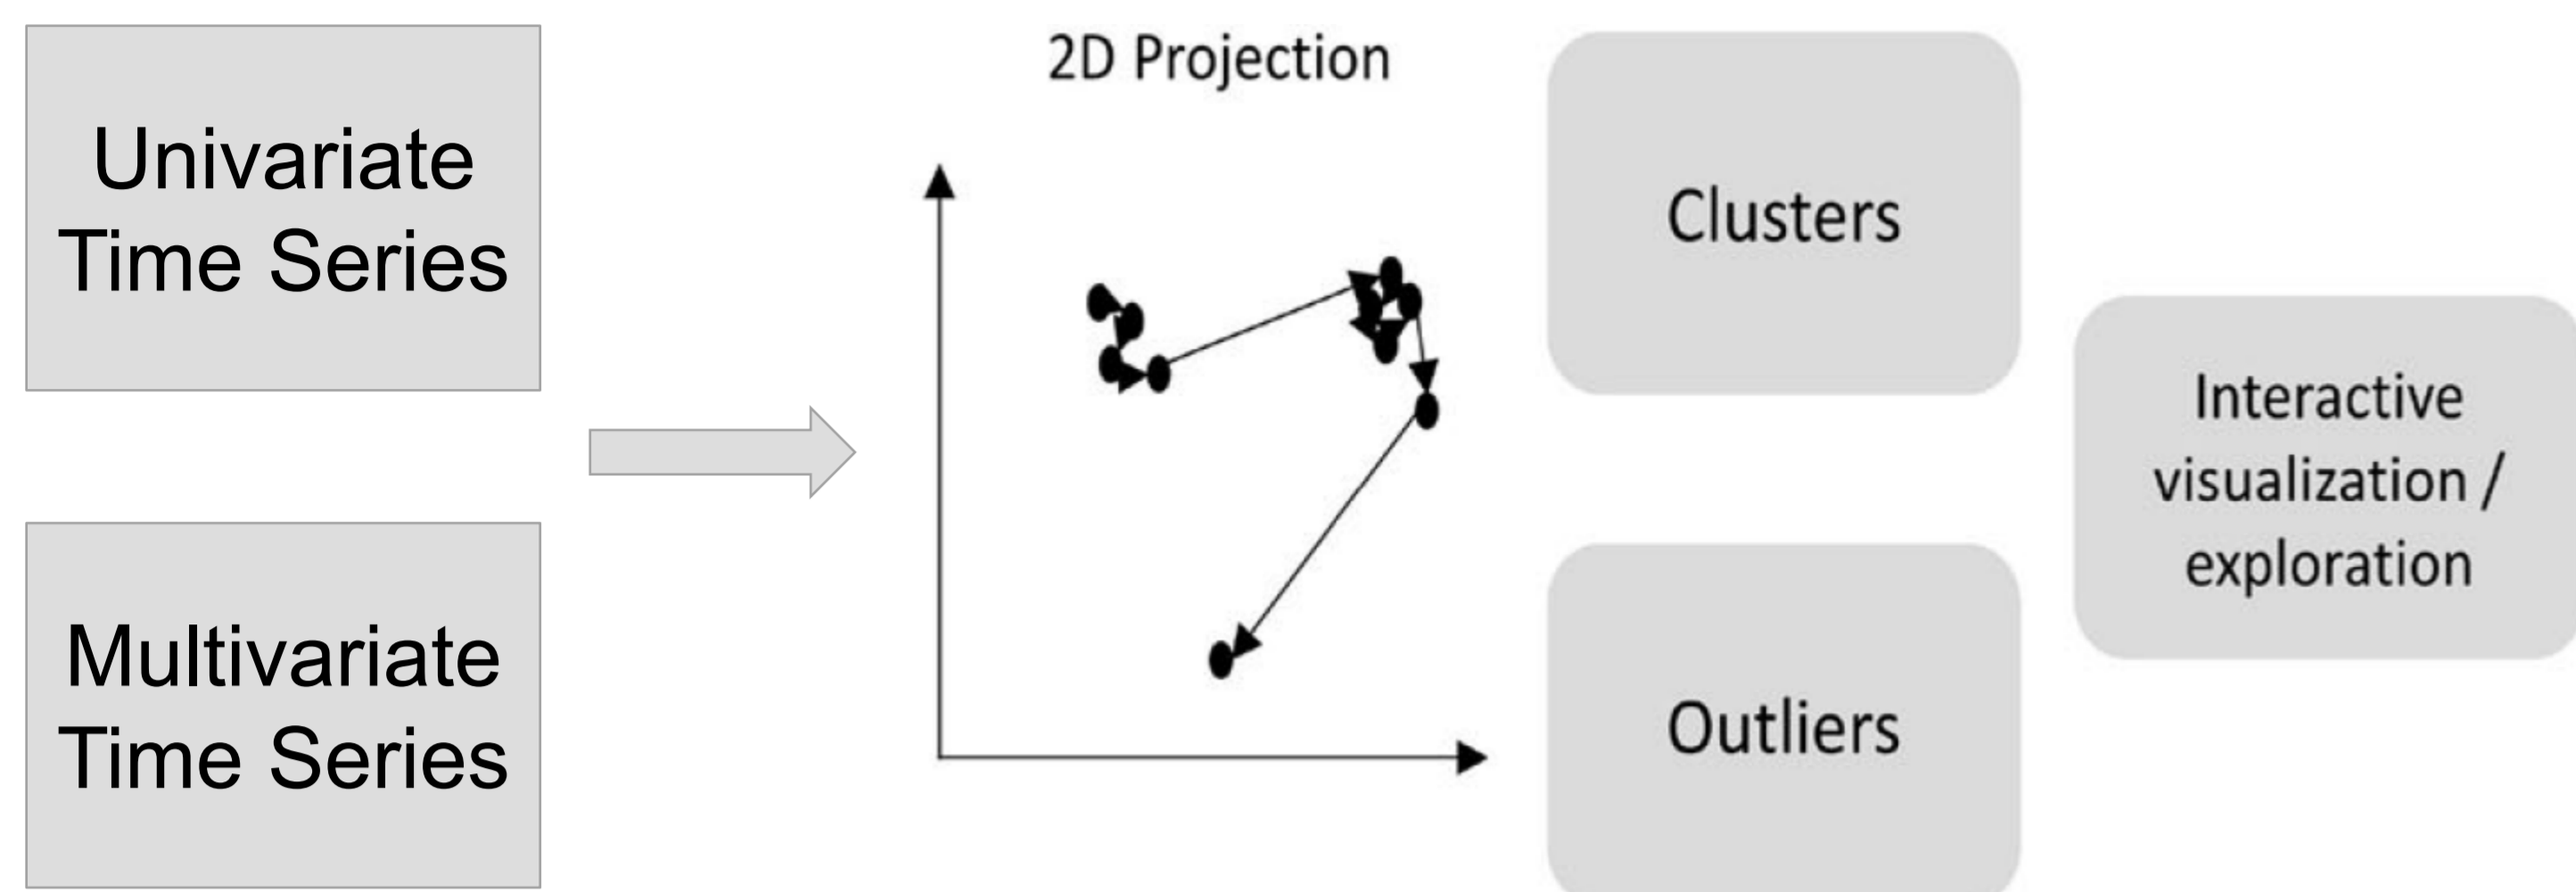 Univariate
Time Series
Multivariate
Time Series
2D Projection
Clusters
Outliers
Interactive
visualization /
exploration